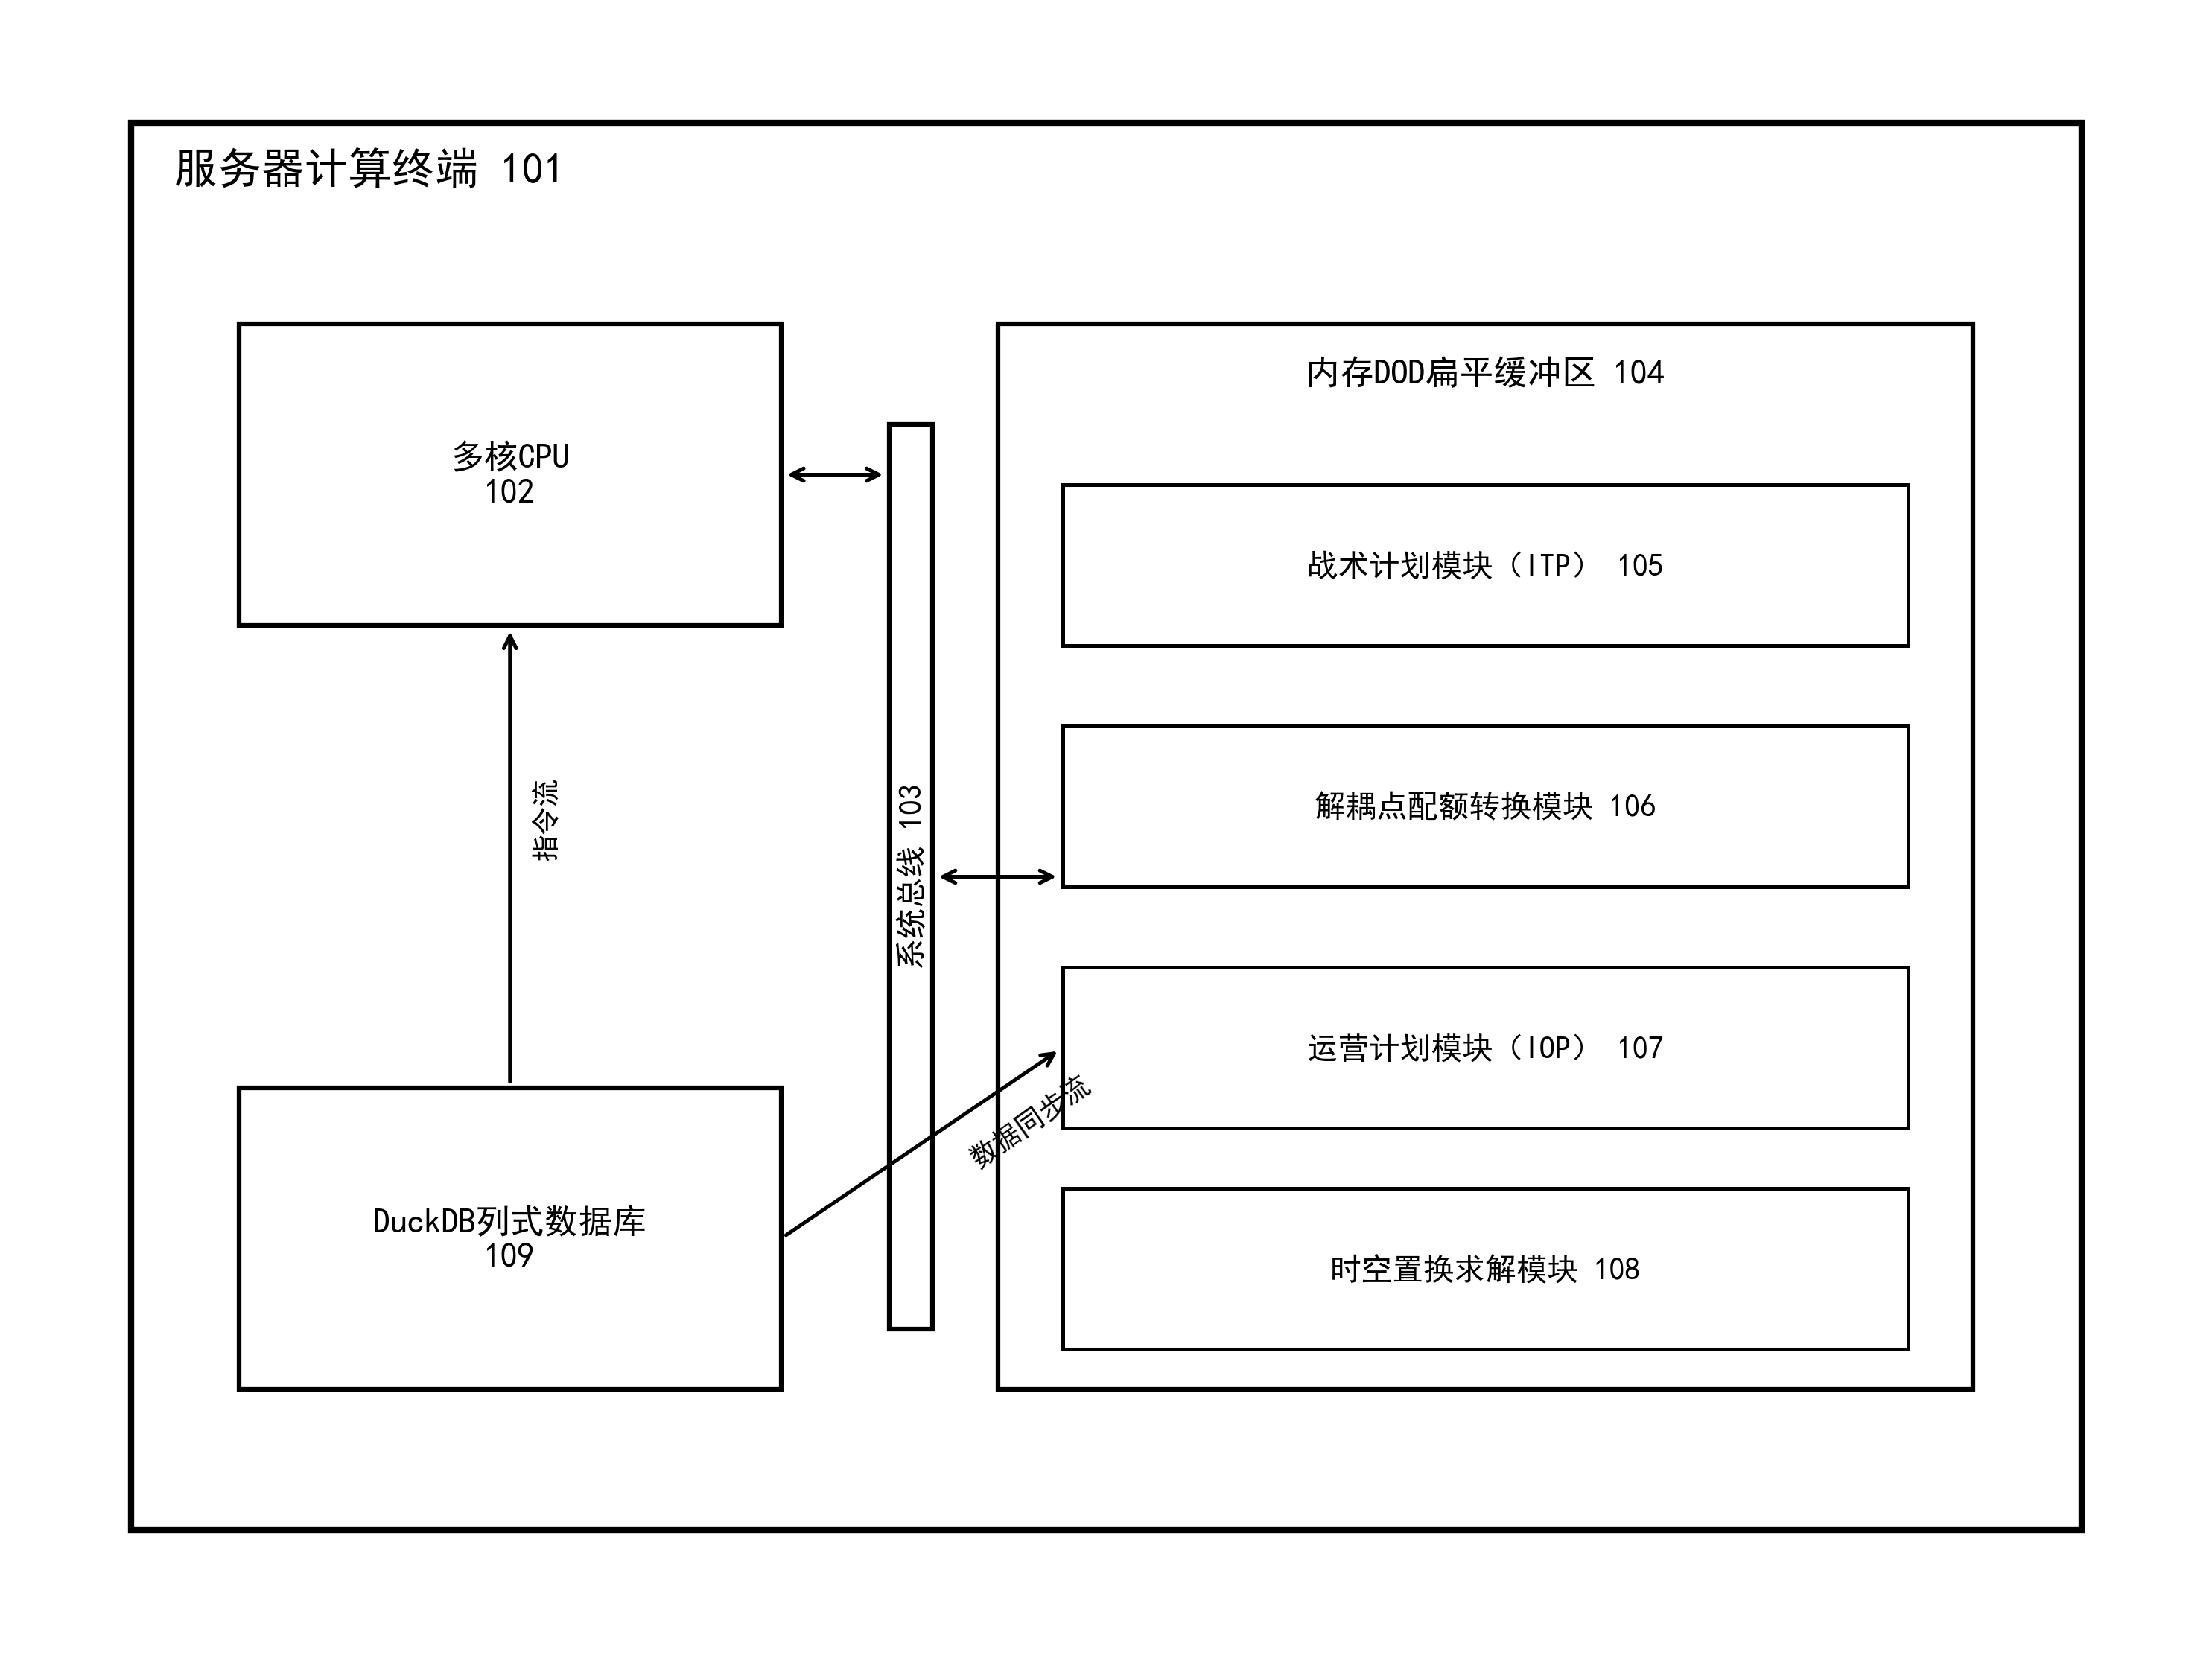 服务器计算终端 101
多核CPU
102
指令流
DuckDB列式数据库
109
系统总线 103
数据同步流
内存DOD扁平缓冲区 104
战术计划模块（ITP） 105
解耦点配额转换模块 106
运营计划模块（IOP） 107
时空置换求解模块 108